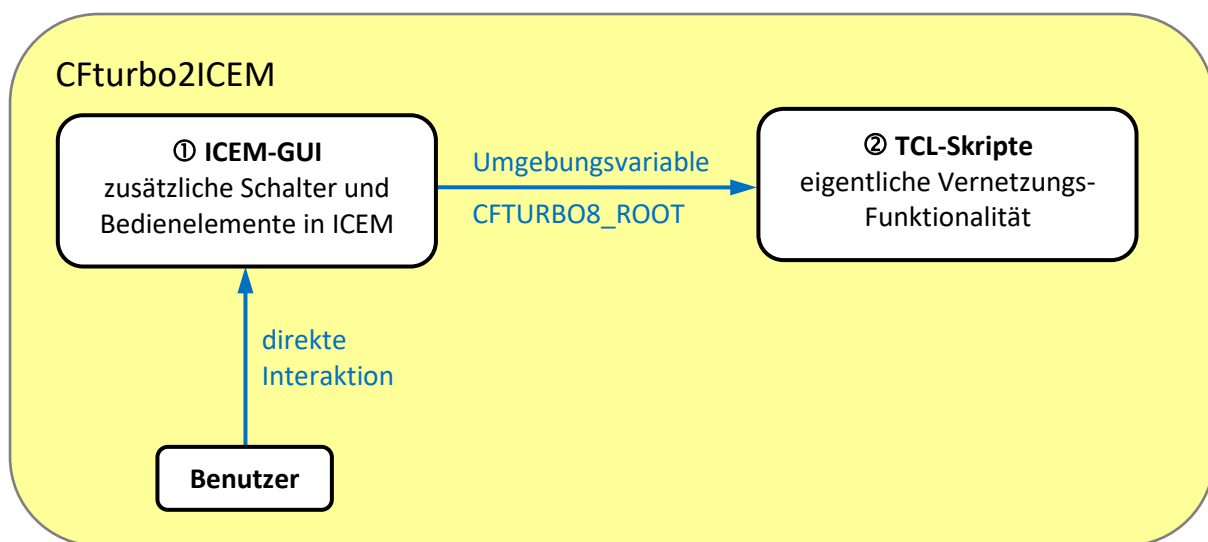 CFturbo2ICEM
① ICEM-GUI
zusätzliche Schalter und
Bedienelemente in ICEM
Umgebungsvariable
CFTURBO8_ROOT
② TCL-Skripte
eigentliche Vernetzungs-
Funktionalität
direkte
Interaktion
Benutzer